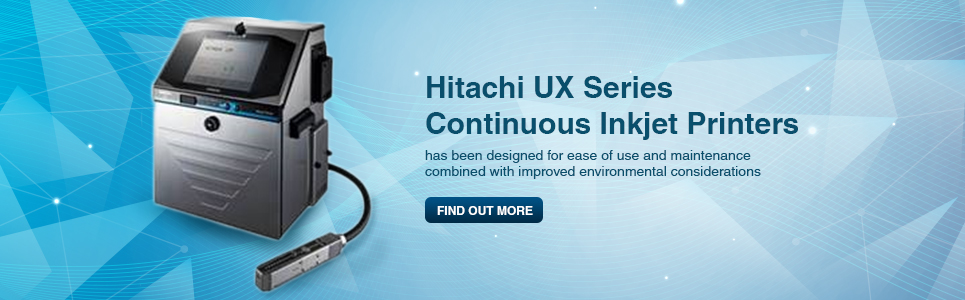 Hitachi UX Series
Continuous Inkjet Printers
has been designed for ease of use and maintenance
combined with improved environmental considerations
FIND OUT MORE